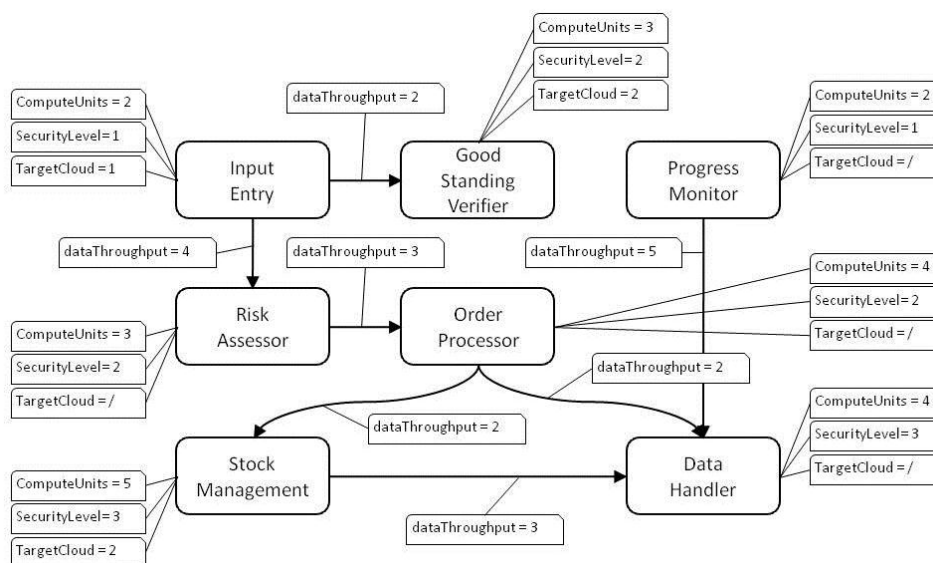 ComputeUnits = 3
SecurityLevel= 2
TargetCloud = 2
ComputeUnits = 2
SecurityLevel= 1
TargetCloud = 1
dataThroughput = 2
ComputeUnits = 2
SecurityLevel= 1
TargetCloud = /
Input
Entry
Good
Standing
Verifier
Progress
Monitor
dataThroughput = 4
dataThroughput = 3
dataThroughput = 5
ComputeUnits = 4
SecurityLevel= 2
TargetCloud = /
ComputeUnits = 3
SecurityLevel= 2
TargetCloud = /
Risk
Assessor
Order
Processor
dataThroughput = 2
dataThroughput = 2
ComputeUnits = 4
SecurityLevel= 3
TargetCloud = /
ComputeUnits = 5
SecurityLevel= 3
TargetCloud = 2
Stock
Management
Data
Handler
dataThroughput = 3